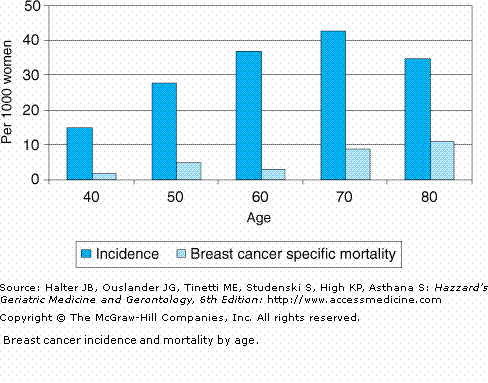 50
40
30
20
10
0
Per 1000 women
40 50 60 70 80
Age
Incidence Breast cancer specific mortality
Source: Halter JB, Ouslander JG, Tinetti ME, Studenski S, High KP, Asthana S: Hazzard's
Geriatric Medicine and Gerontology, 6th Edition: http://www.accessmedicine.com
Copyright © The McGraw-Hill Companies, Inc. All rights reserved.
Breast cancer incidence and mortality by age.